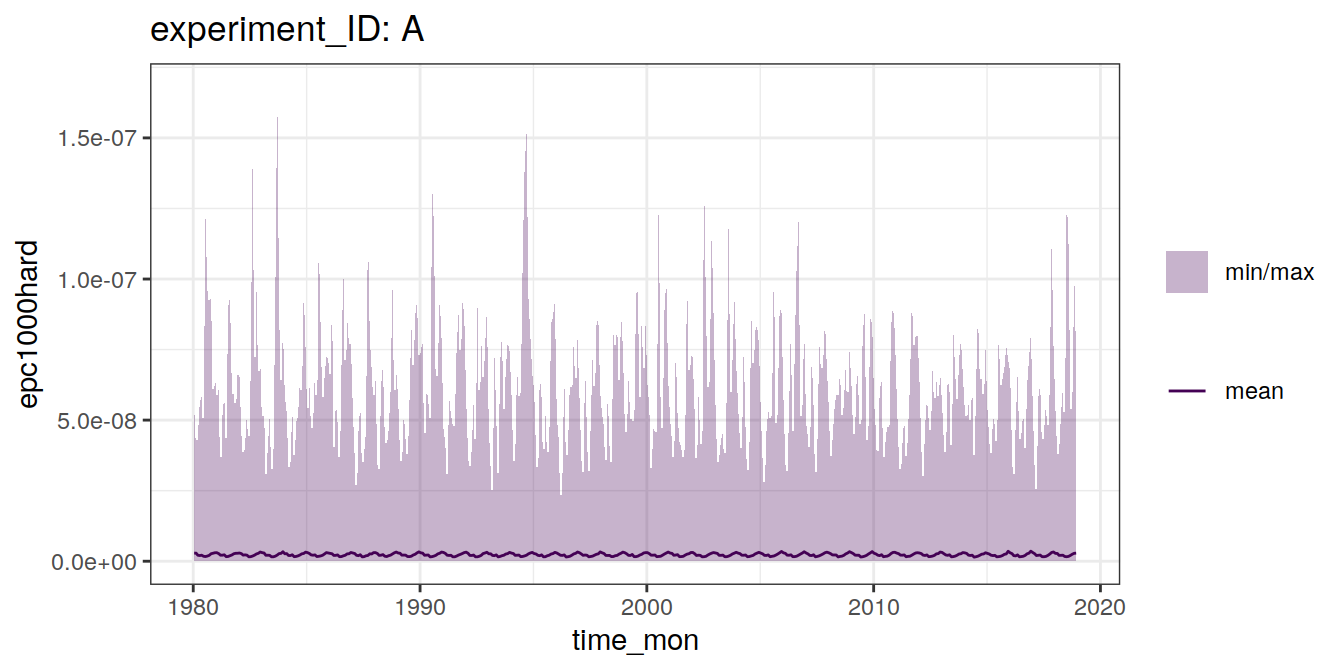 experiment_ID: A
epc1000hard
1.5e-07
1.0e-07
5.0e-08
0.0e+00
1980 1990 2000 2010 2020
time_mon
min/max
mean